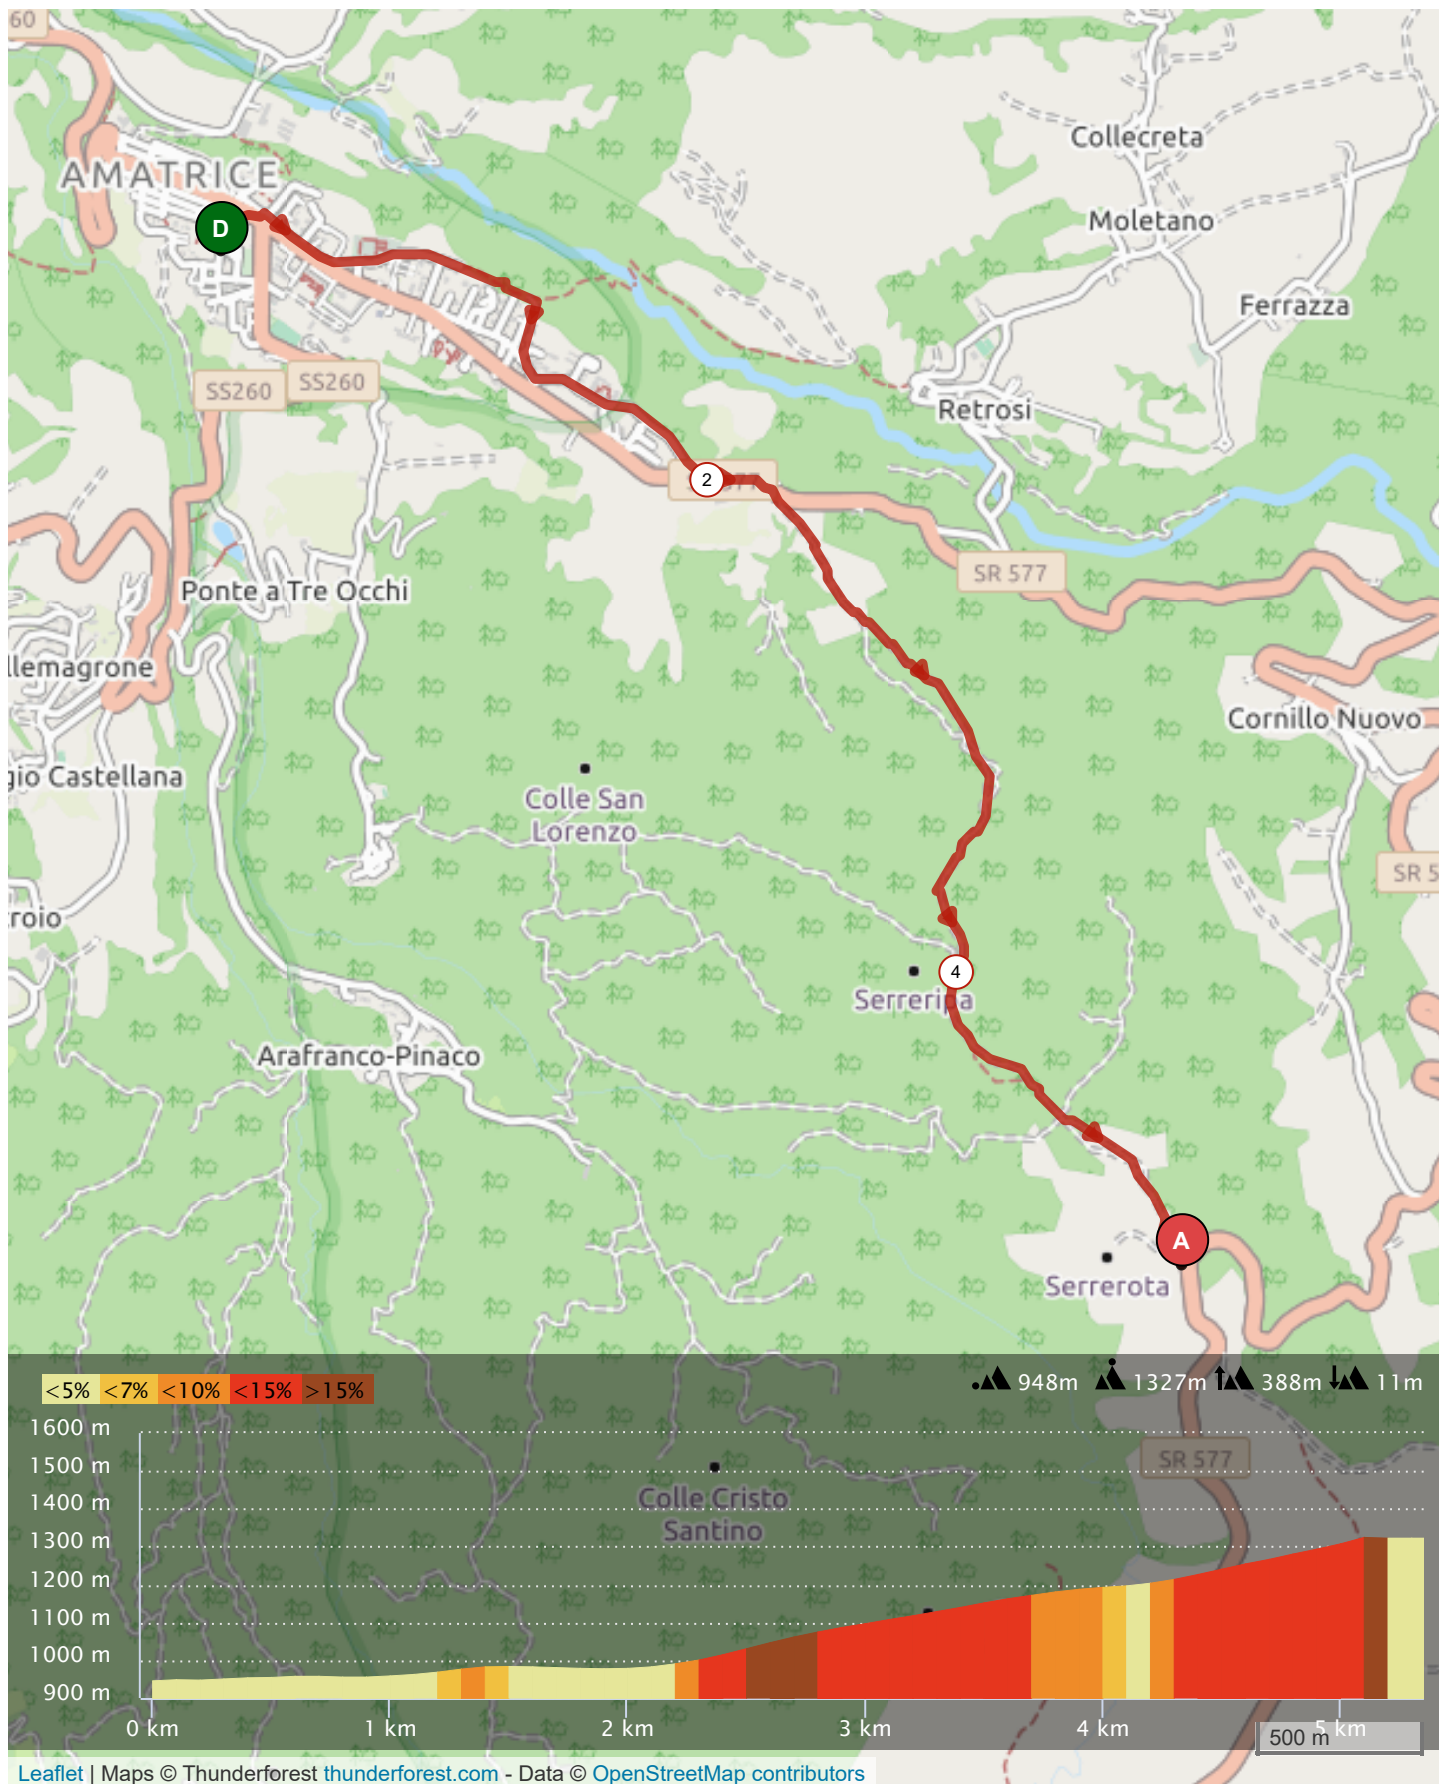 60
Collecreta
AMATRICE
D
Moletano
Ferrazza
SS260
SS260
Retrosi
2
SR 577
Ponte a Tre Occhi
llemagrone
Cornillo Nuovo
gio Castellana
Colle San
Lorenzo
SR 5
roio
4
Serreripa
Arafranco-Pinaco
A
Serrerota
<5% <7% <10% <15% >15%
948m 1327m 388m 11m
1600 m
SR 577
1500 m
Colle Cristo
Santino
1400 m
1300 m
1200 m
1100 m
1000 m
900 m
0 km 1 km 2 km 3 km 4 km 5 km
500 m
Leaflet | Maps © Thunderforest thunderforest.com - Data © OpenStreetMap contributors